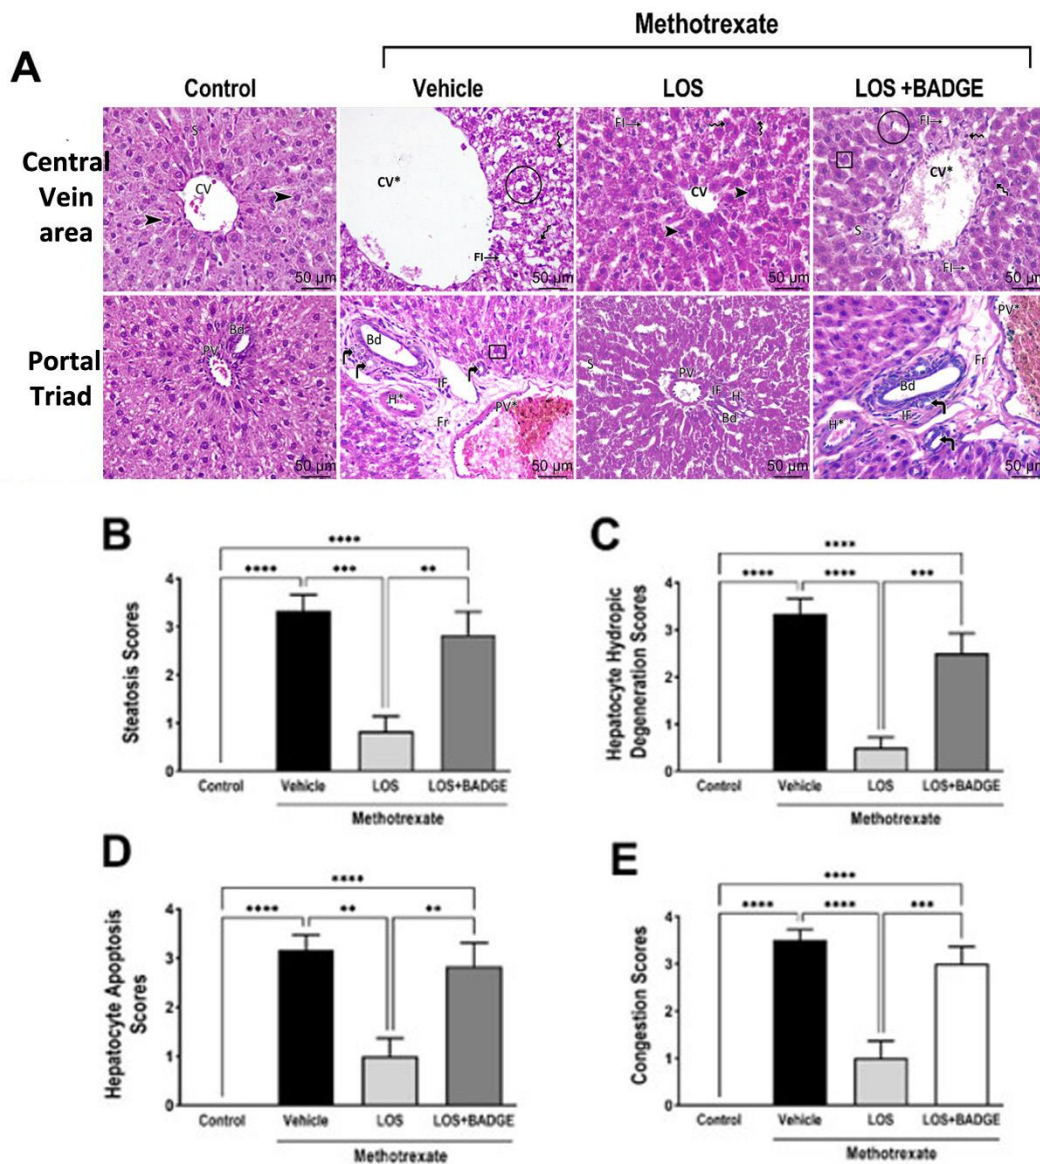 Methotrexate
A
Control
Vehicle
LOS
LOS +BADGE
Central
Vein
area
S
CV
50 µm
CV*
FI→
50 µm
FI→
CV
50 µm
FI→
CV*
S
FI→
50 µm
Portal
Triad
Bd
PV
50 µm
Bd
IF
H*
Fr
PV*
50 µm
S
PV
IF
H
Bd
50 µm
PV*
Fr
Bd
IF
H*
50 µm
B
****
**** *** **
Steatosis Scores
4
3
2
1
0
Control Vehicle LOS LOS+BADGE
Methotrexate
C
****
**** **** ***
Hepatocyte Hydropic
Degeneration Scores
4
3
2
1
0
Control Vehicle LOS LOS+BADGE
Methotrexate
D
****
**** ** **
Hepatocyte Apoptosis
Scores
4
3
2
1
0
Control Vehicle LOS LOS+BADGE
Methotrexate
E
****
**** **** ***
Congestion Scores
4
3
2
1
0
Control Vehicle LOS LOS+BADGE
Methotrexate